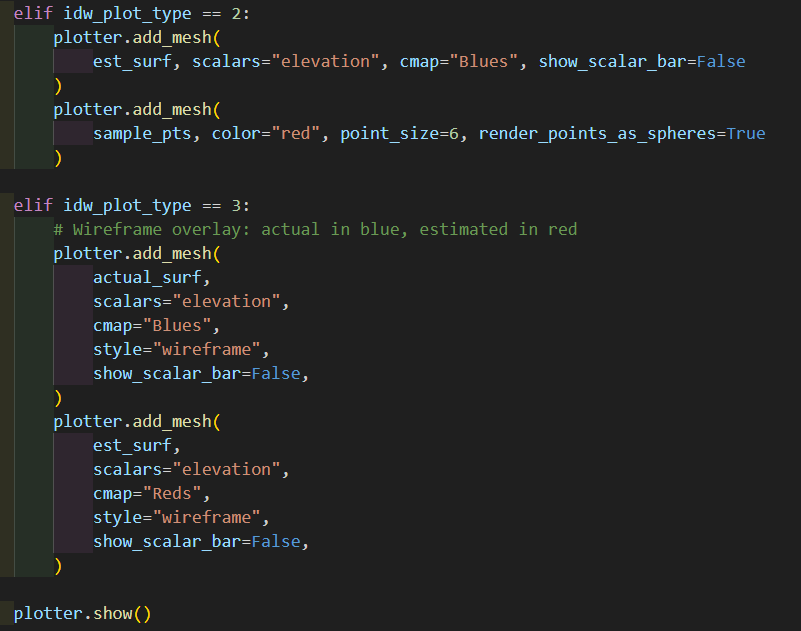 elif idw_plot_type == 2:
    plotter.add_mesh(
        est_surf, scalars="elevation", cmap="Blues", show_scalar_bar=False
    )
    plotter.add_mesh(
        sample_pts, color="red", point_size=6, render_points_as_spheres=True
    )

elif idw_plot_type == 3:
    # Wireframe overlay: actual in blue, estimated in red
    plotter.add_mesh(
        actual_surf,
        scalars="elevation",
        cmap="Blues",
        style="wireframe",
        show_scalar_bar=False,
    )
    plotter.add_mesh(
        est_surf,
        scalars="elevation",
        cmap="Reds",
        style="wireframe",
        show_scalar_bar=False,
    )

plotter.show()